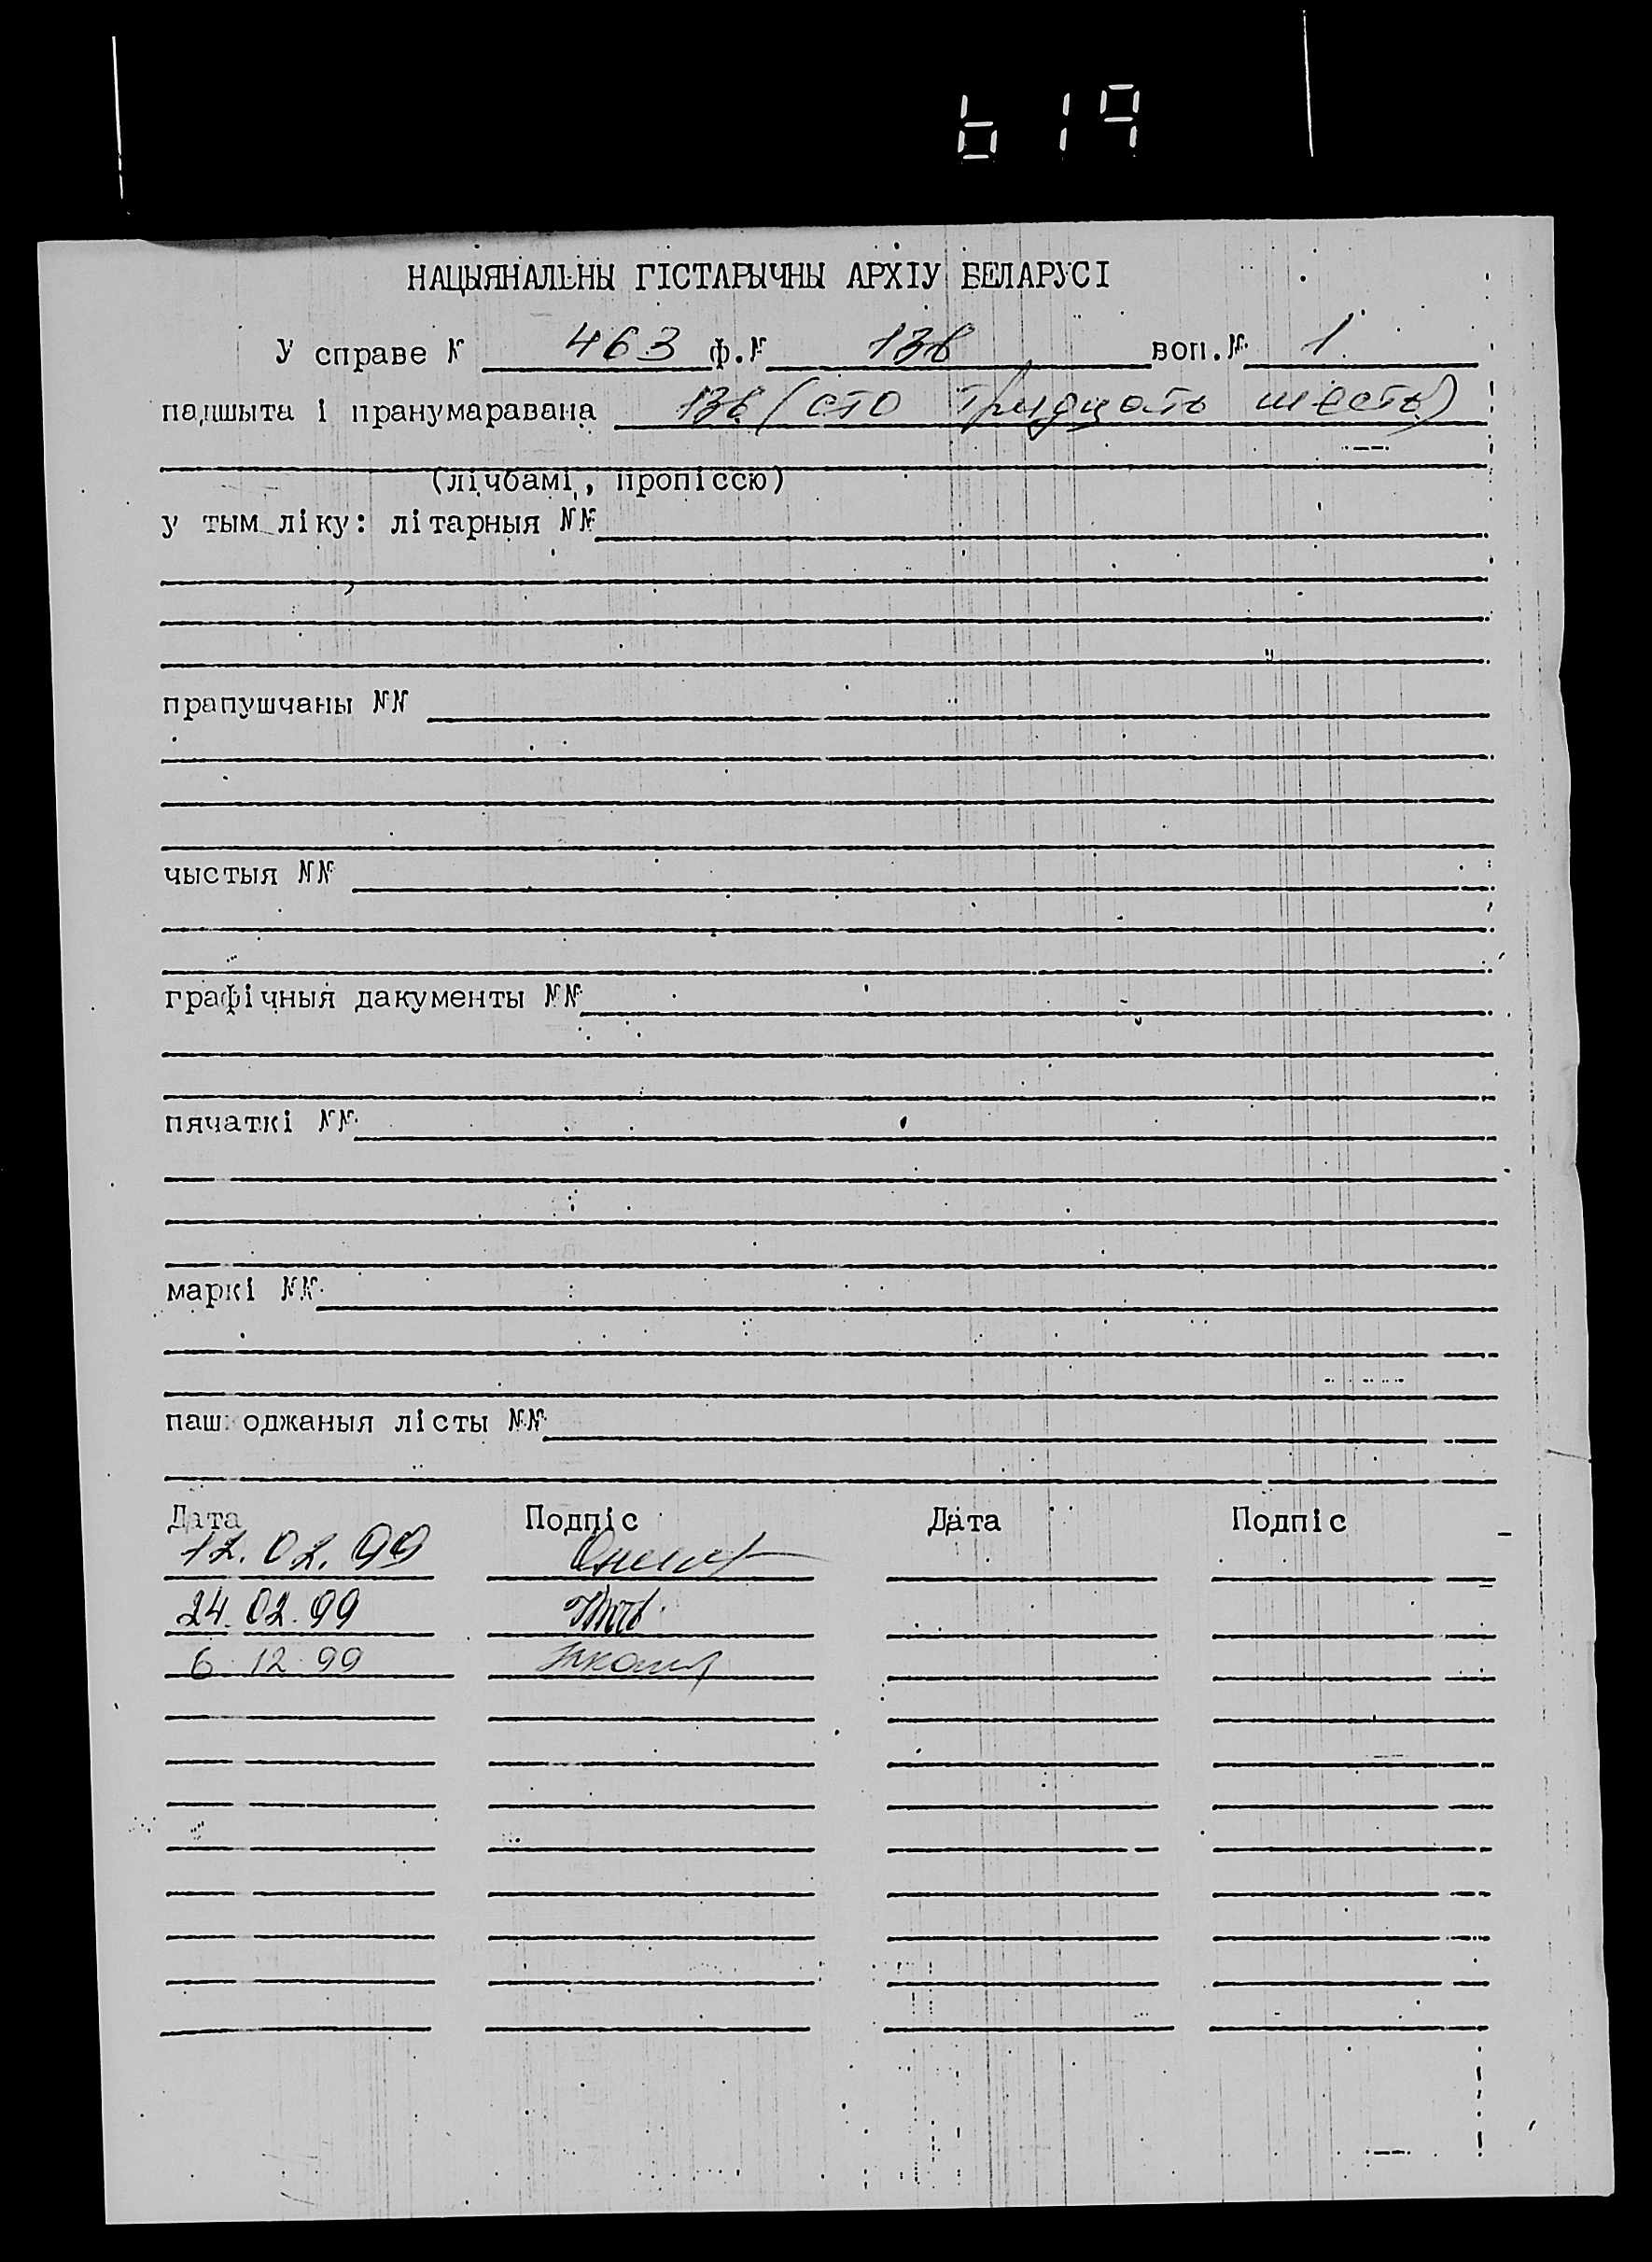 619
НАЦЫЯНАЛЬНЫ ГІСТАРЫЧНЫ АРХІУ БЕЛАРУСІ
У справе № 463 ф.№ 136 воп.№ 1
падшыта і пранумаравана 136 (сто тридцать шесть)
(лічбамі, пропіссю)
у тым ліку: літарныя №№
прапушчаны №№
чыстыя №№
графічныя дакументы №№
пячаткі №№
маркі №№
пашкоджаныя лісты №№
Дата Подпіс Дата Подпіс
12.02.99
24.02.99
6.12.99